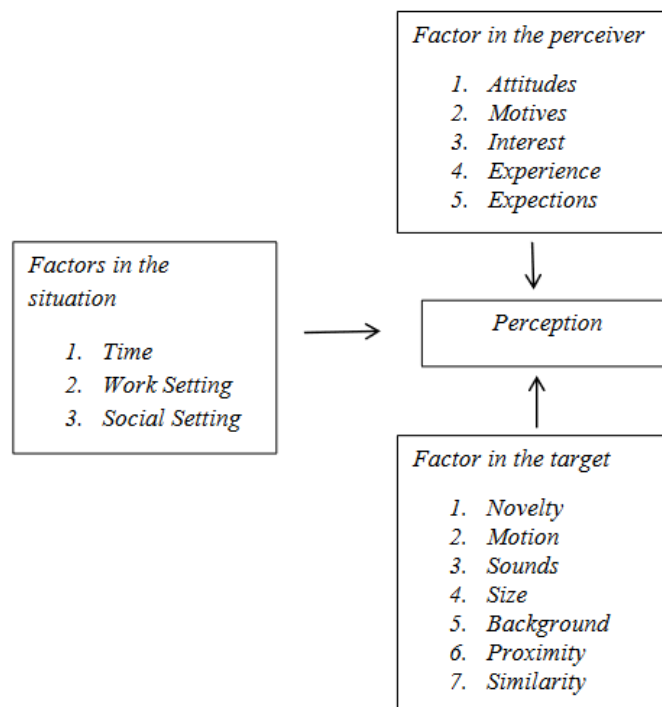 Factor in the perceiver
1. Attitudes
2. Motives
3. Interest
4. Experience
5. Expections
Factors in the
situation
1. Time
2. Work Setting
3. Social Setting
Perception
Factor in the target
1. Novelty
2. Motion
3. Sounds
4. Size
5. Background
6. Proximity
7. Similarity